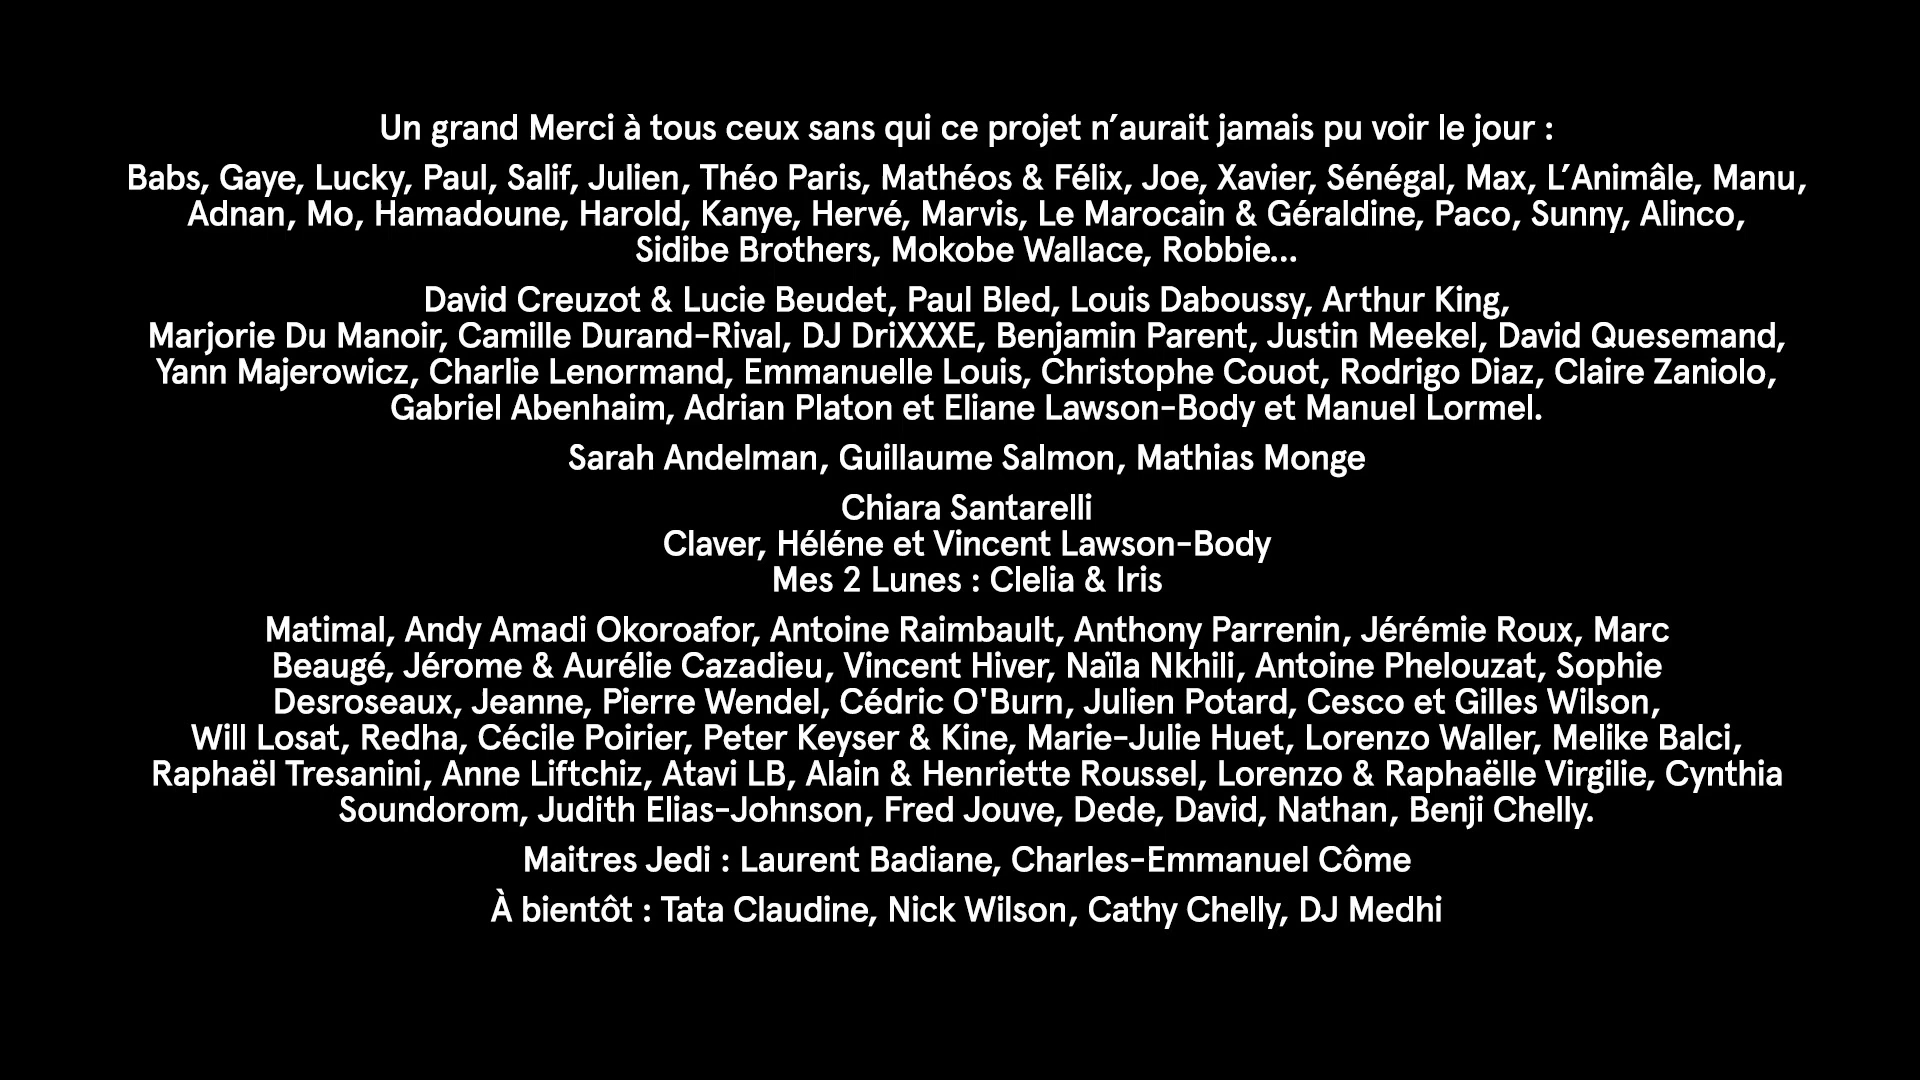 Un grand Merci à tous ceux sans qui ce projet n’aurait jamais pu voir le jour :
Babs, Gaye, Lucky, Paul, Salif, Julien, Théo Paris, Mathéos & Félix, Joe, Xavier, Sénégal, Max, L’Animâle, Manu,
Adnan, Mo, Hamadoune, Harold, Kanye, Hervé, Marvis, Le Marocain & Géraldine, Paco, Sunny, Alinco,
Sidibe Brothers, Mokobe Wallace, Robbie...
David Creuzot & Lucie Beudet, Paul Bled, Louis Daboussy, Arthur King,
Marjorie Du Manoir, Camille Durand-Rival, DJ DriXXXE, Benjamin Parent, Justin Meekel, David Quesemand,
Yann Majerowicz, Charlie Lenormand, Emmanuelle Louis, Christophe Couot, Rodrigo Diaz, Claire Zaniolo,
Gabriel Abenhaim, Adrian Platon et Eliane Lawson-Body et Manuel Lormel.
Sarah Andelman, Guillaume Salmon, Mathias Monge
Chiara Santarelli
Claver, Héléne et Vincent Lawson-Body
Mes 2 Lunes : Clelia & Iris
Matimal, Andy Amadi Okoroafor, Antoine Raimbault, Anthony Parrenin, Jérémie Roux, Marc
Beaugé, Jérome & Aurélie Cazadieu, Vincent Hiver, Naïla Nkhili, Antoine Phelouzat, Sophie
Desroseaux, Jeanne, Pierre Wendel, Cédric O'Burn, Julien Potard, Cesco et Gilles Wilson,
Will Losat, Redha, Cécile Poirier, Peter Keyser & Kine, Marie-Julie Huet, Lorenzo Waller, Melike Balci,
Raphaël Tresanini, Anne Liftchiz, Atavi LB, Alain & Henriette Roussel, Lorenzo & Raphaëlle Virgilie, Cynthia
Soundorom, Judith Elias-Johnson, Fred Jouve, Dede, David, Nathan, Benji Chelly.
Maitres Jedi : Laurent Badiane, Charles-Emmanuel Côme
À bientôt : Tata Claudine, Nick Wilson, Cathy Chelly, DJ Medhi